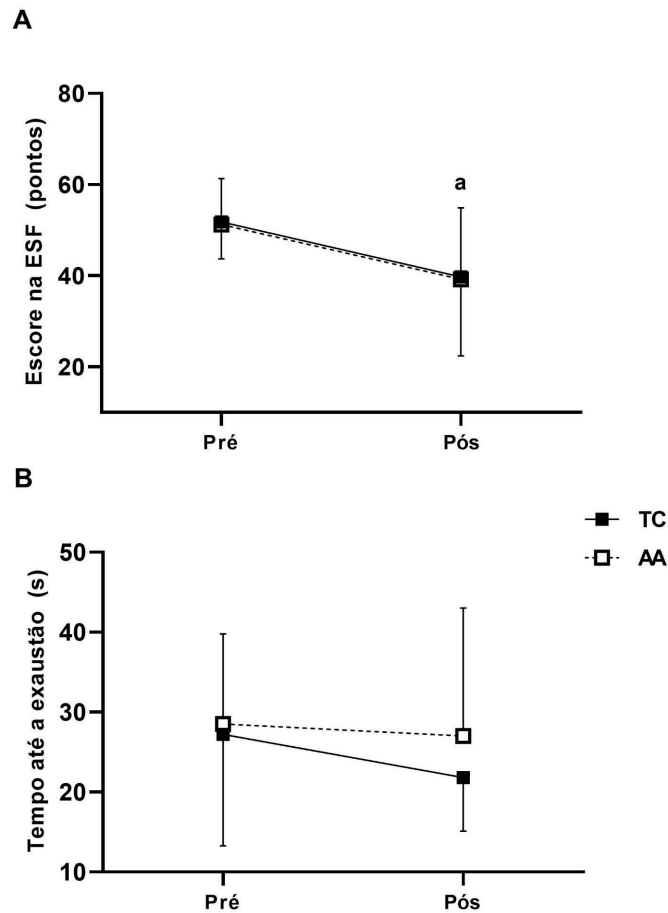 A
Escore na ESF (pontos)
80
60
40
20
a
Pré
Pós
B
TC
AA
Tempo até a exaustão (s)
50
40
30
20
10
Pré
Pós